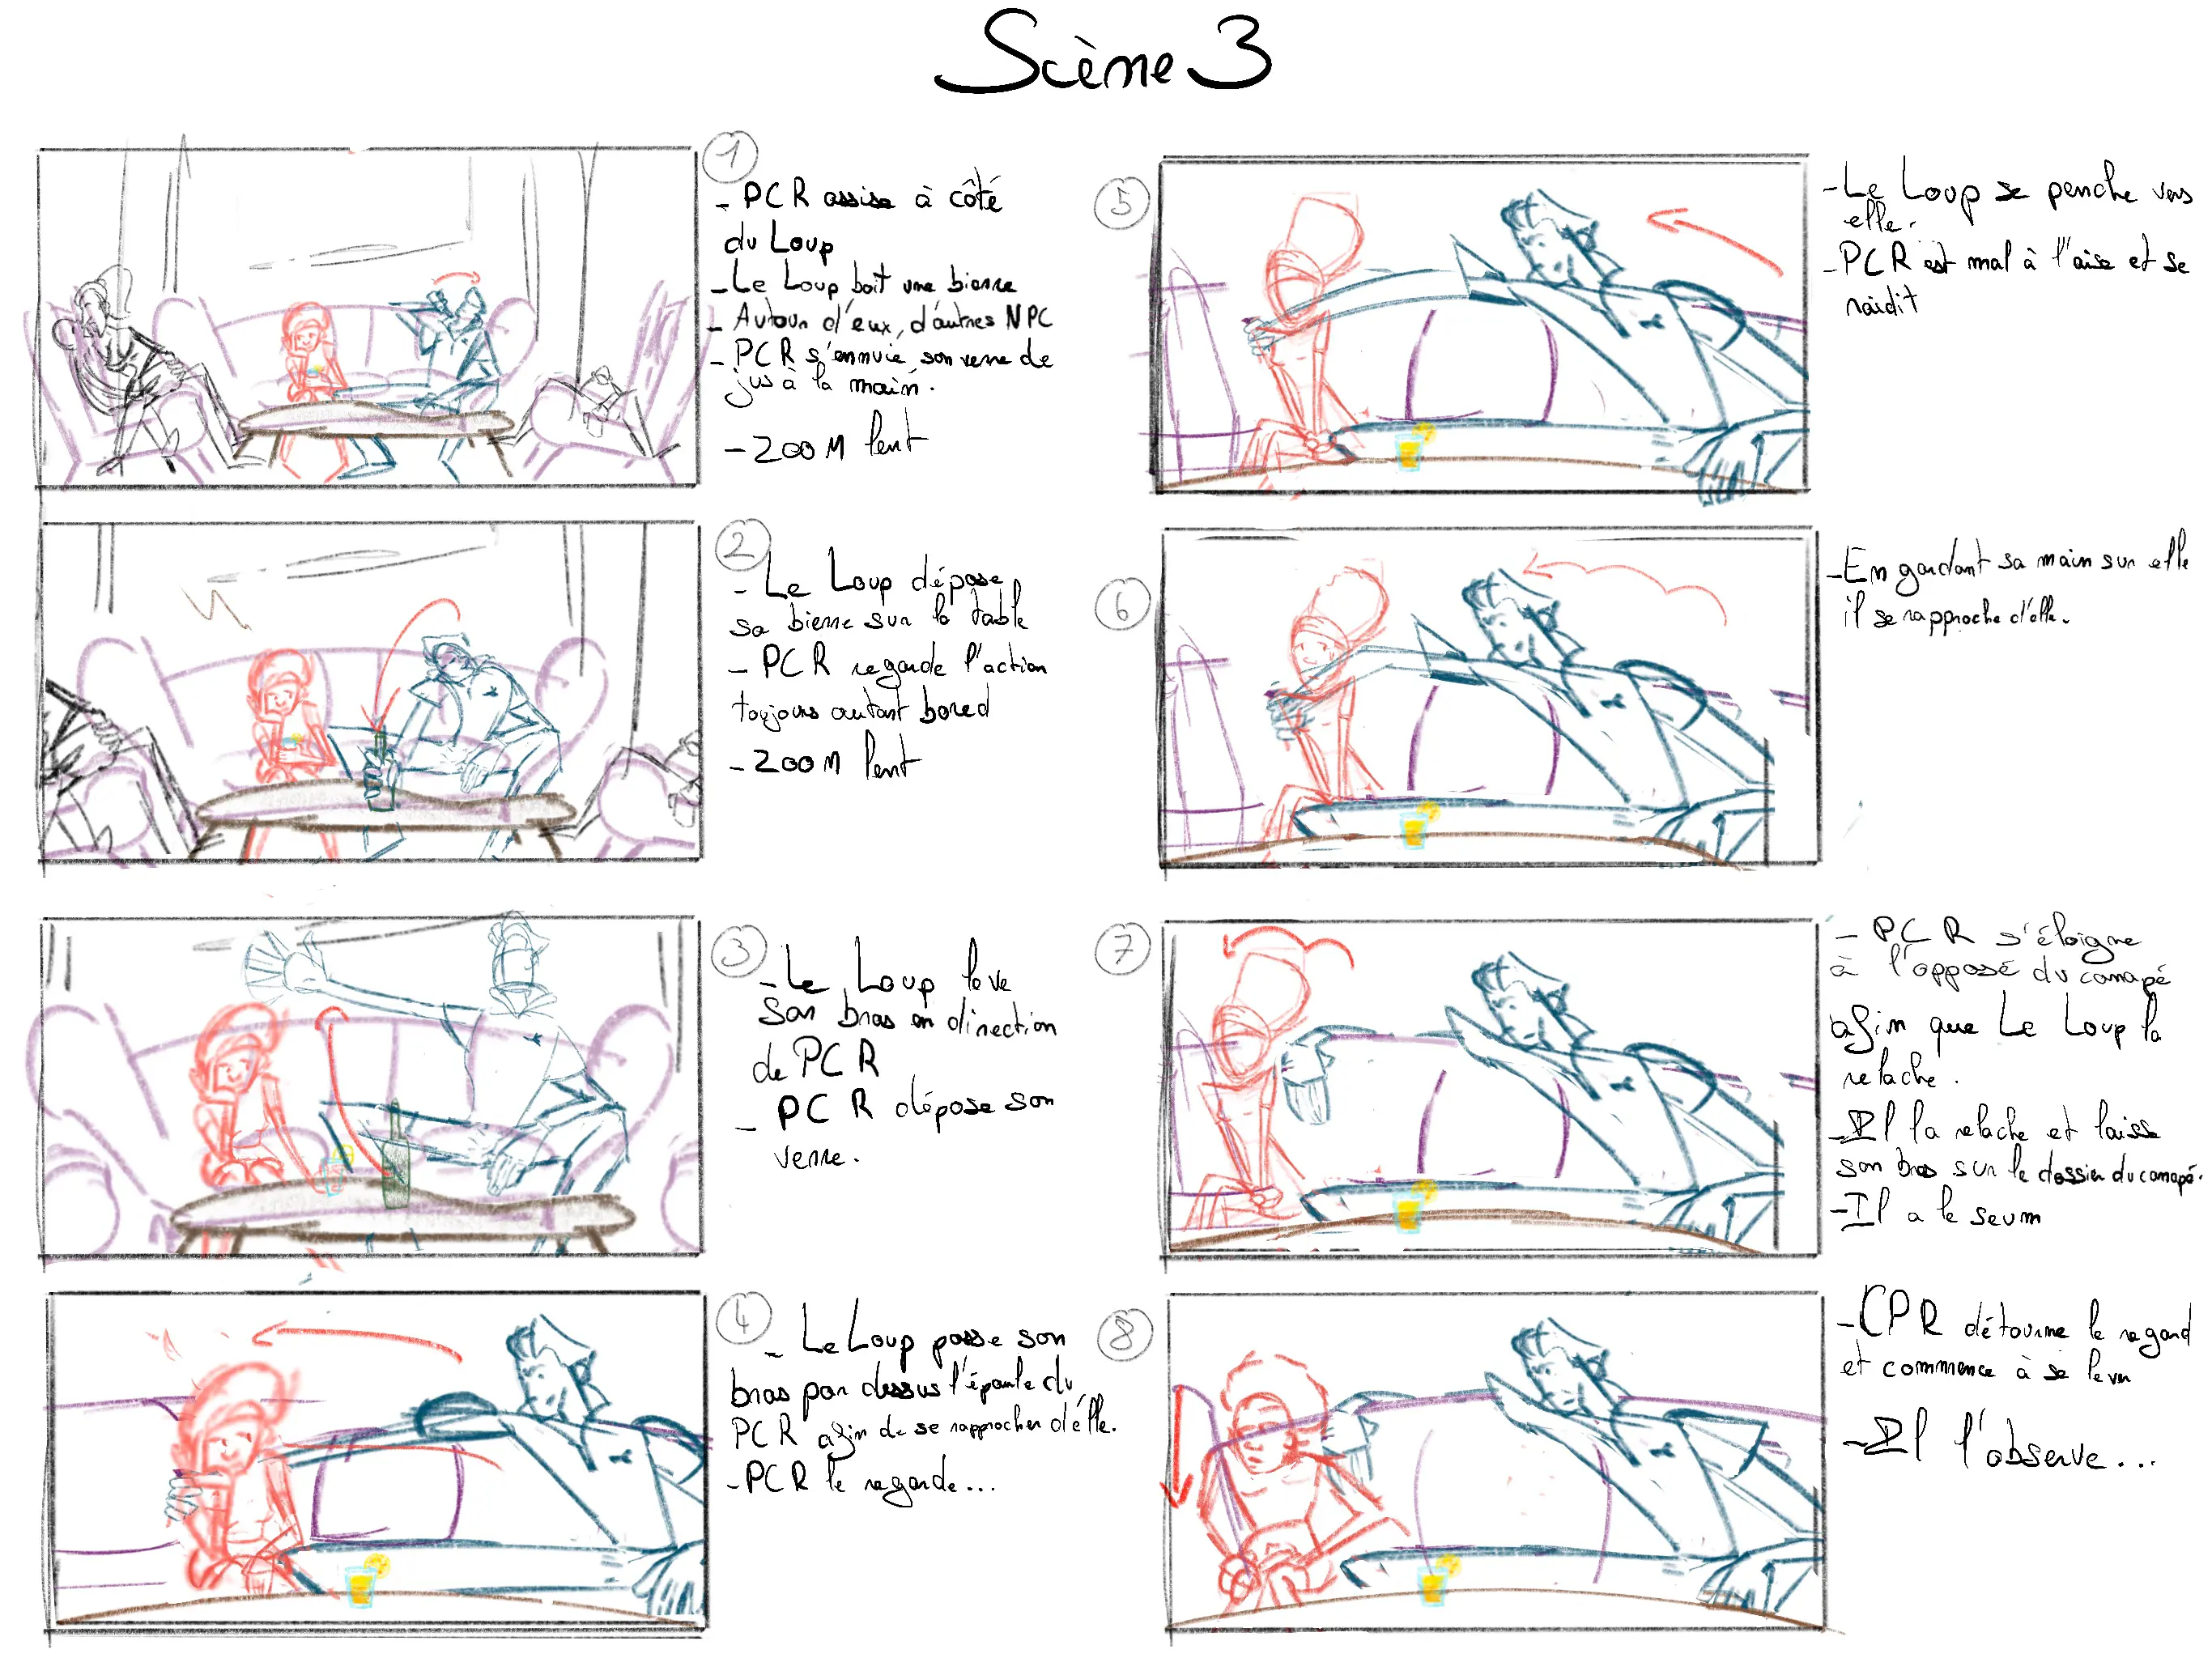 Scène 3
1
- PCR assise à côté
du Loup
- Le Loup boit une bierre
- Autour d'eux, d'autres NPC
- PCR s'ennuie, son verre de
jus à la main.
- ZOOM lent
2
- Le Loup dépose
sa bierre sur la table
- PCR regarde l'action
toujours autant bored
- ZOOM lent
3
- Le Loup lève
son bras en direction
de PCR
- PCR dépose son
verre.
4
- Le Loup passe son
bras par dessus l'épaule du
PCR afin de se rapprocher d'elle.
- PCR le regarde...
5
- Le Loup se penche vers
elle.
- PCR est mal à l'aise et se
raidit
6
- En gardant sa main sur elle
il se rapproche d'elle.
7
- PCR s'éloigne
à l'opposé du canapé
afin que Le Loup la
relache.
- Il la relache et laisse
son bras sur le dossier du canapé.
- Il a le seum
8
- CPR détourne le regard
et commence à se lever
- Il l'observe...